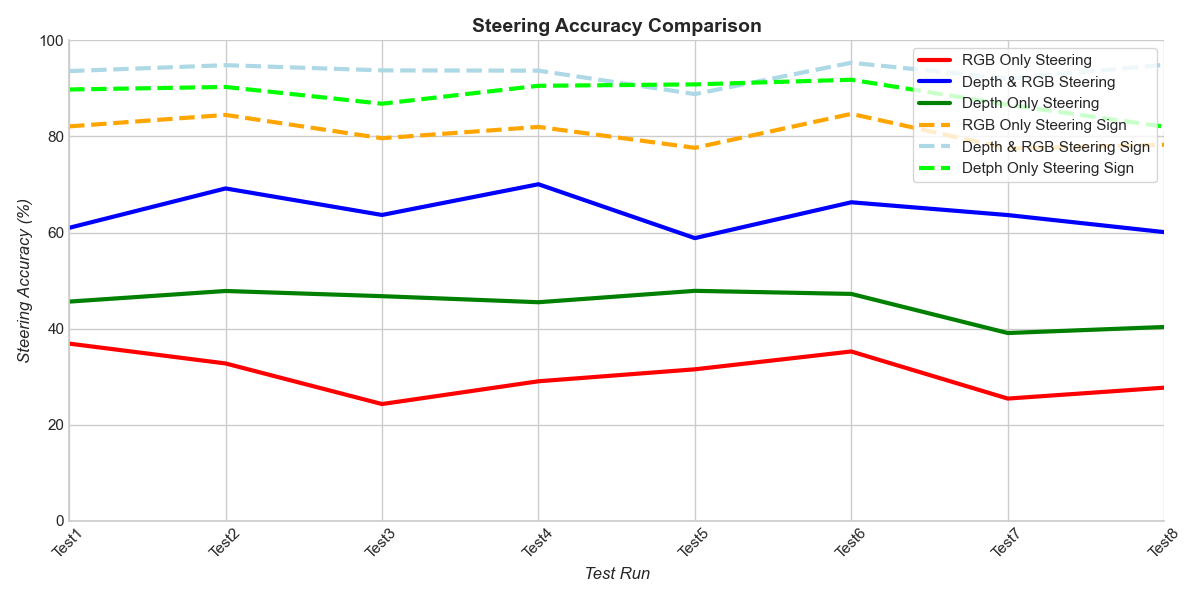 Steering Accuracy Comparison
100
80
60
40
20
0
Steering Accuracy (%)
RGB Only Steering
Depth & RGB Steering
Depth Only Steering
RGB Only Steering Sign
Depth & RGB Steering Sign
Detph Only Steering Sign
Test1
Test2
Test3
Test4
Test5
Test6
Test7
Test8
Test Run